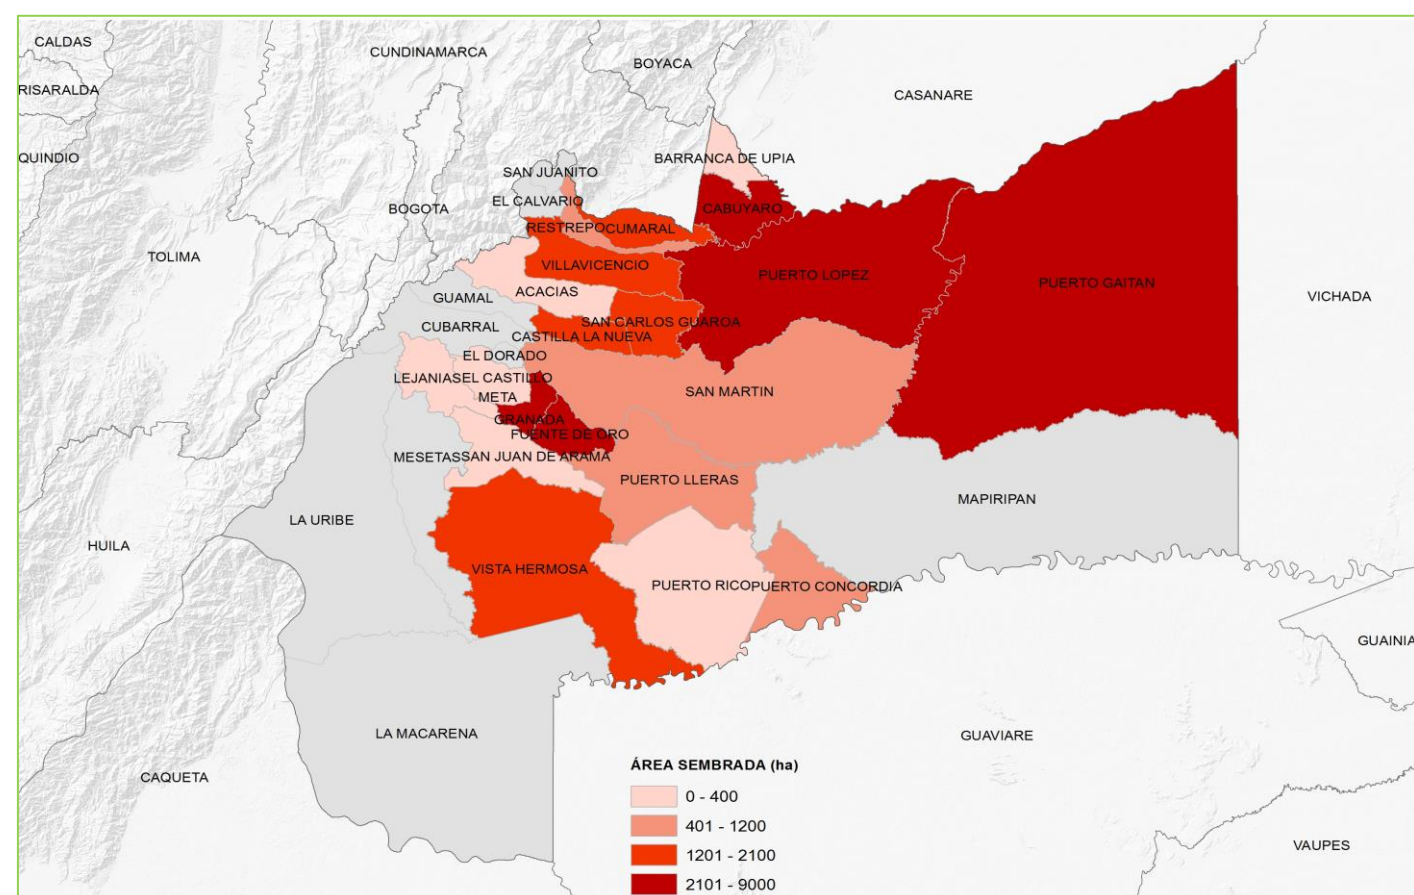 CALDAS
CUNDINAMARCA
BOYACA
RISARALDA
CASANARE
QUINDIO
BARRANCA DE UPIA
SAN JUANITO
EL CALVARIO
BOGOTA
CABUYARO
RESTREPO
CUMARAL
TOLIMA
VILLAVICENCIO
PUERTO LOPEZ
PUERTO GAITAN
ACACIAS
GUAMAL
VICHADA
SAN CARLOS GUAROA
CUBARRAL
CASTILLA LA NUEVA
EL DORADO
LEJANIAS
EL CASTILLO
SAN MARTIN
META
GRANADA
FUENTE DE ORO
MESETAS
SAN JUAN DE ARAMA
PUERTO LLERAS
MAPIRIPAN
LA URIBE
HUILA
VISTA HERMOSA
PUERTO RICO
PUERTO CONCORDIA
GUAINIA
LA MACARENA
GUAVIARE
CAQUETA
VAUPES
ÁREA SEMBRADA (ha)
0 - 400
401 - 1200
1201 - 2100
2101 - 9000